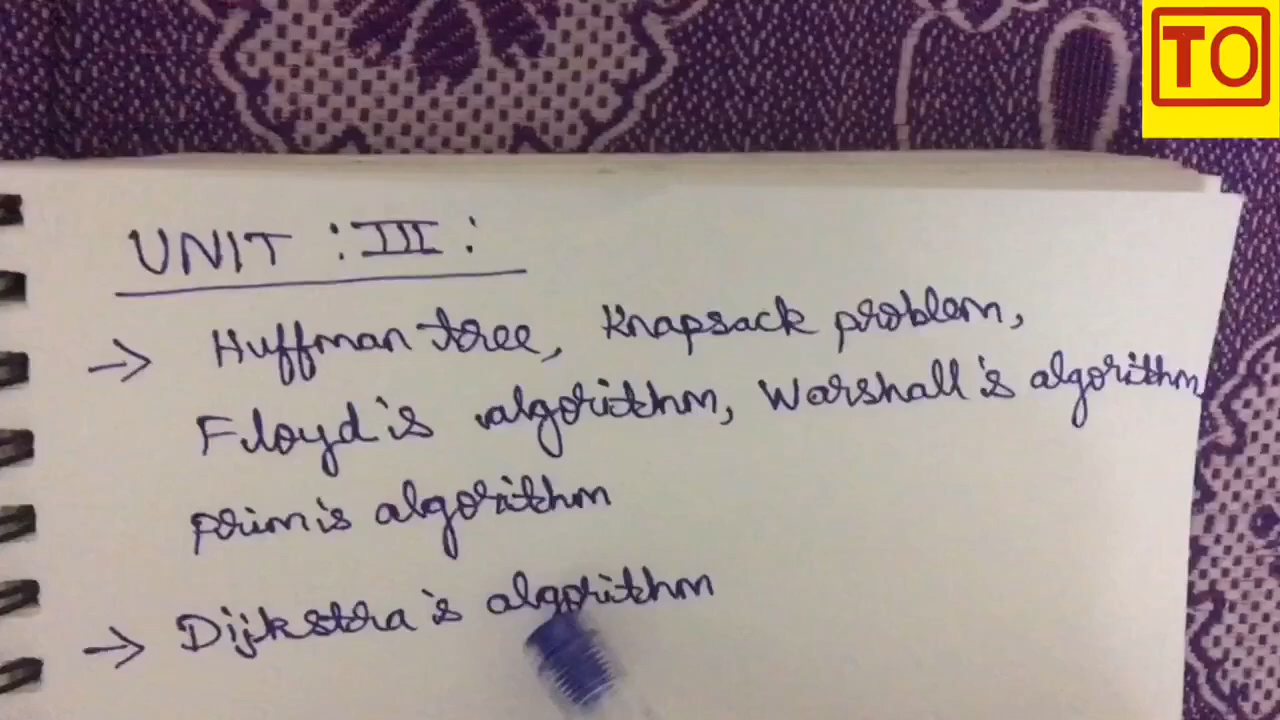 TO
UNIT : III :
→ Huffman tree, Knapsack problem,
Floyd's algorithm, Warshall's algorithm,
prim's algorithm
→ Dijkstra's algorithm